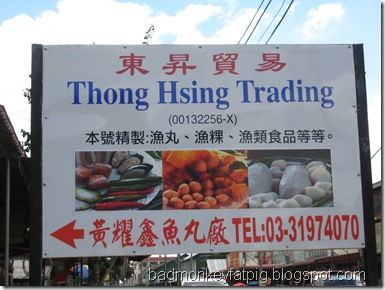 東昇貿易
Thong Hsing Trading
(00132256-X)
本號精製:漁丸、漁粿、漁類食品等等。
黃耀鑫魚丸廠 TEL:03-31974070
badmonkeyfatpig.blogspot.com